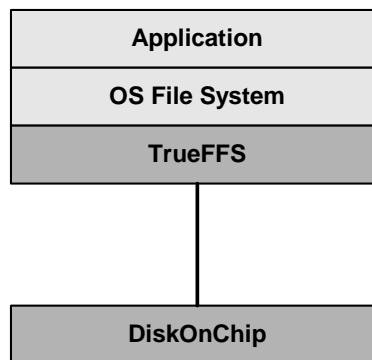 Application
OS File System
TrueFFS
DiskOnChip